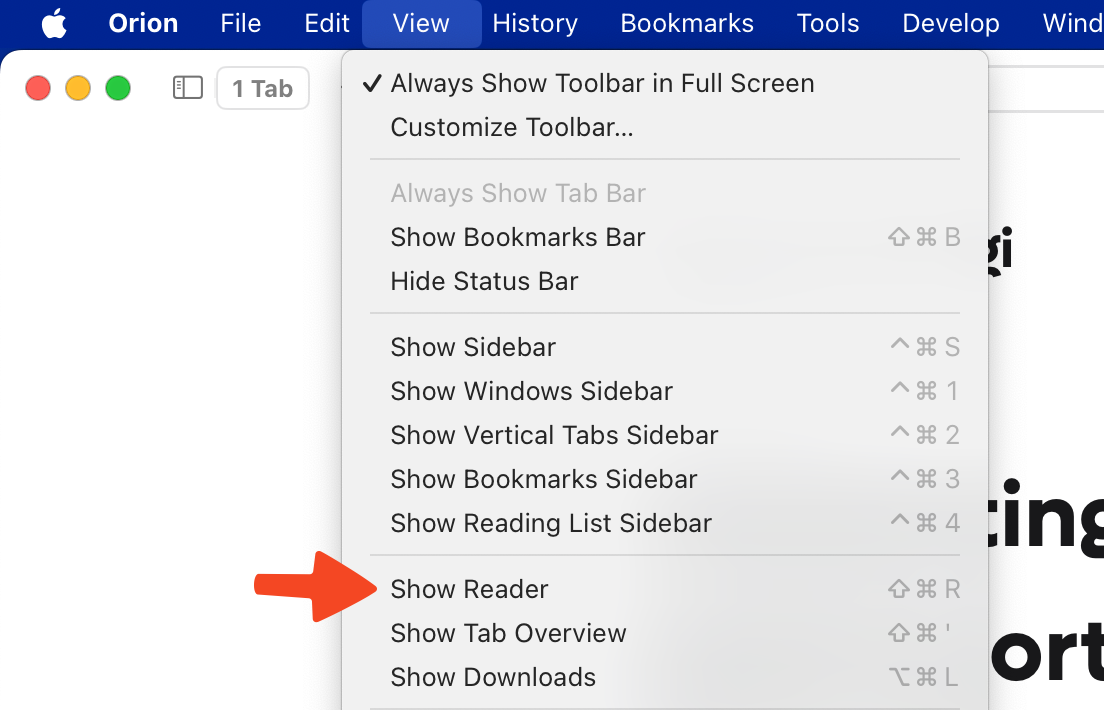 Orion File Edit View History Bookmarks Tools Develop Wind
1 Tab
✓ Always Show Toolbar in Full Screen
Customize Toolbar...
Always Show Tab Bar
Show Bookmarks Bar ⇧⌘B
Hide Status Bar
Show Sidebar ^⌘S
Show Windows Sidebar ^⌘1
Show Vertical Tabs Sidebar ^⌘2
Show Bookmarks Sidebar ^⌘3
Show Reading List Sidebar ^⌘4
Show Reader ⇧⌘R
Show Tab Overview ⇧⌘'
Show Downloads ⌥⌘L
gi
ting
ort